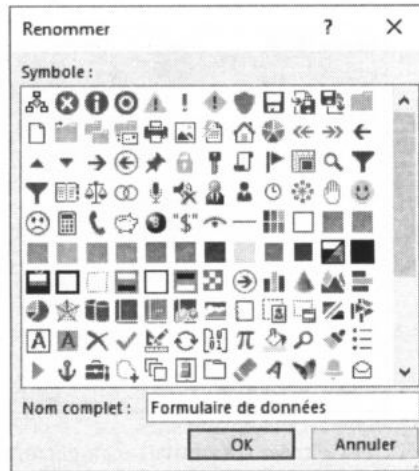 Renommer ? ×
Symbole :
"$"
Nom complet : Formulaire de données
OK Annuler